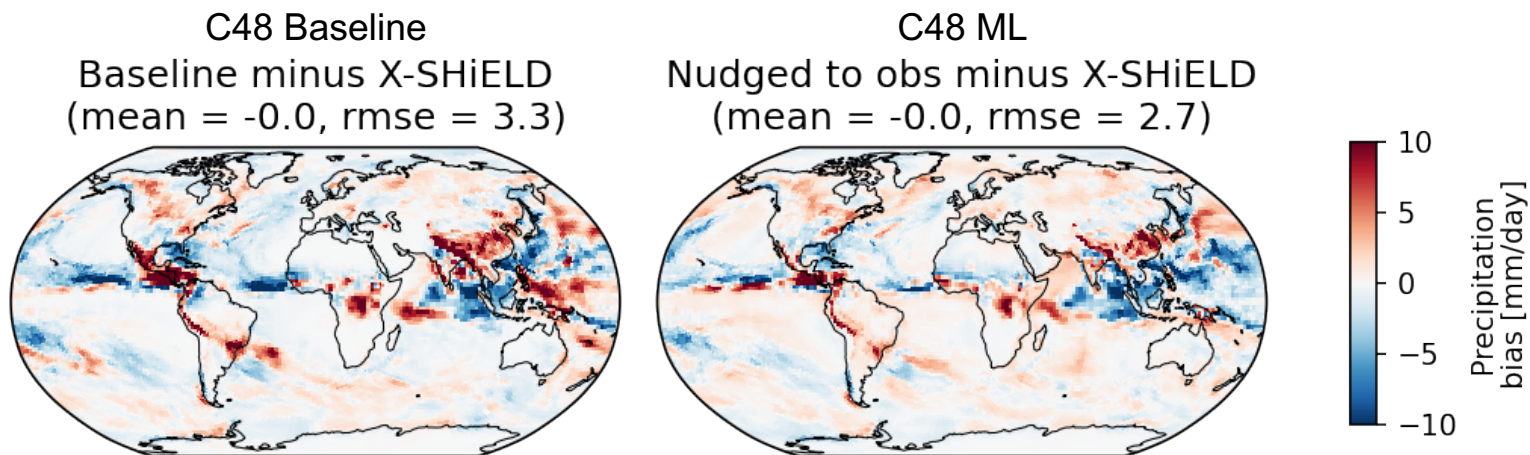 C48 Baseline
Baseline minus X-SHiELD
(mean = -0.0, rmse = 3.3)
C48 ML
Nudged to obs minus X-SHiELD
(mean = -0.0, rmse = 2.7)
10
5
0
−5
−10
Precipitation
bias [mm/day]